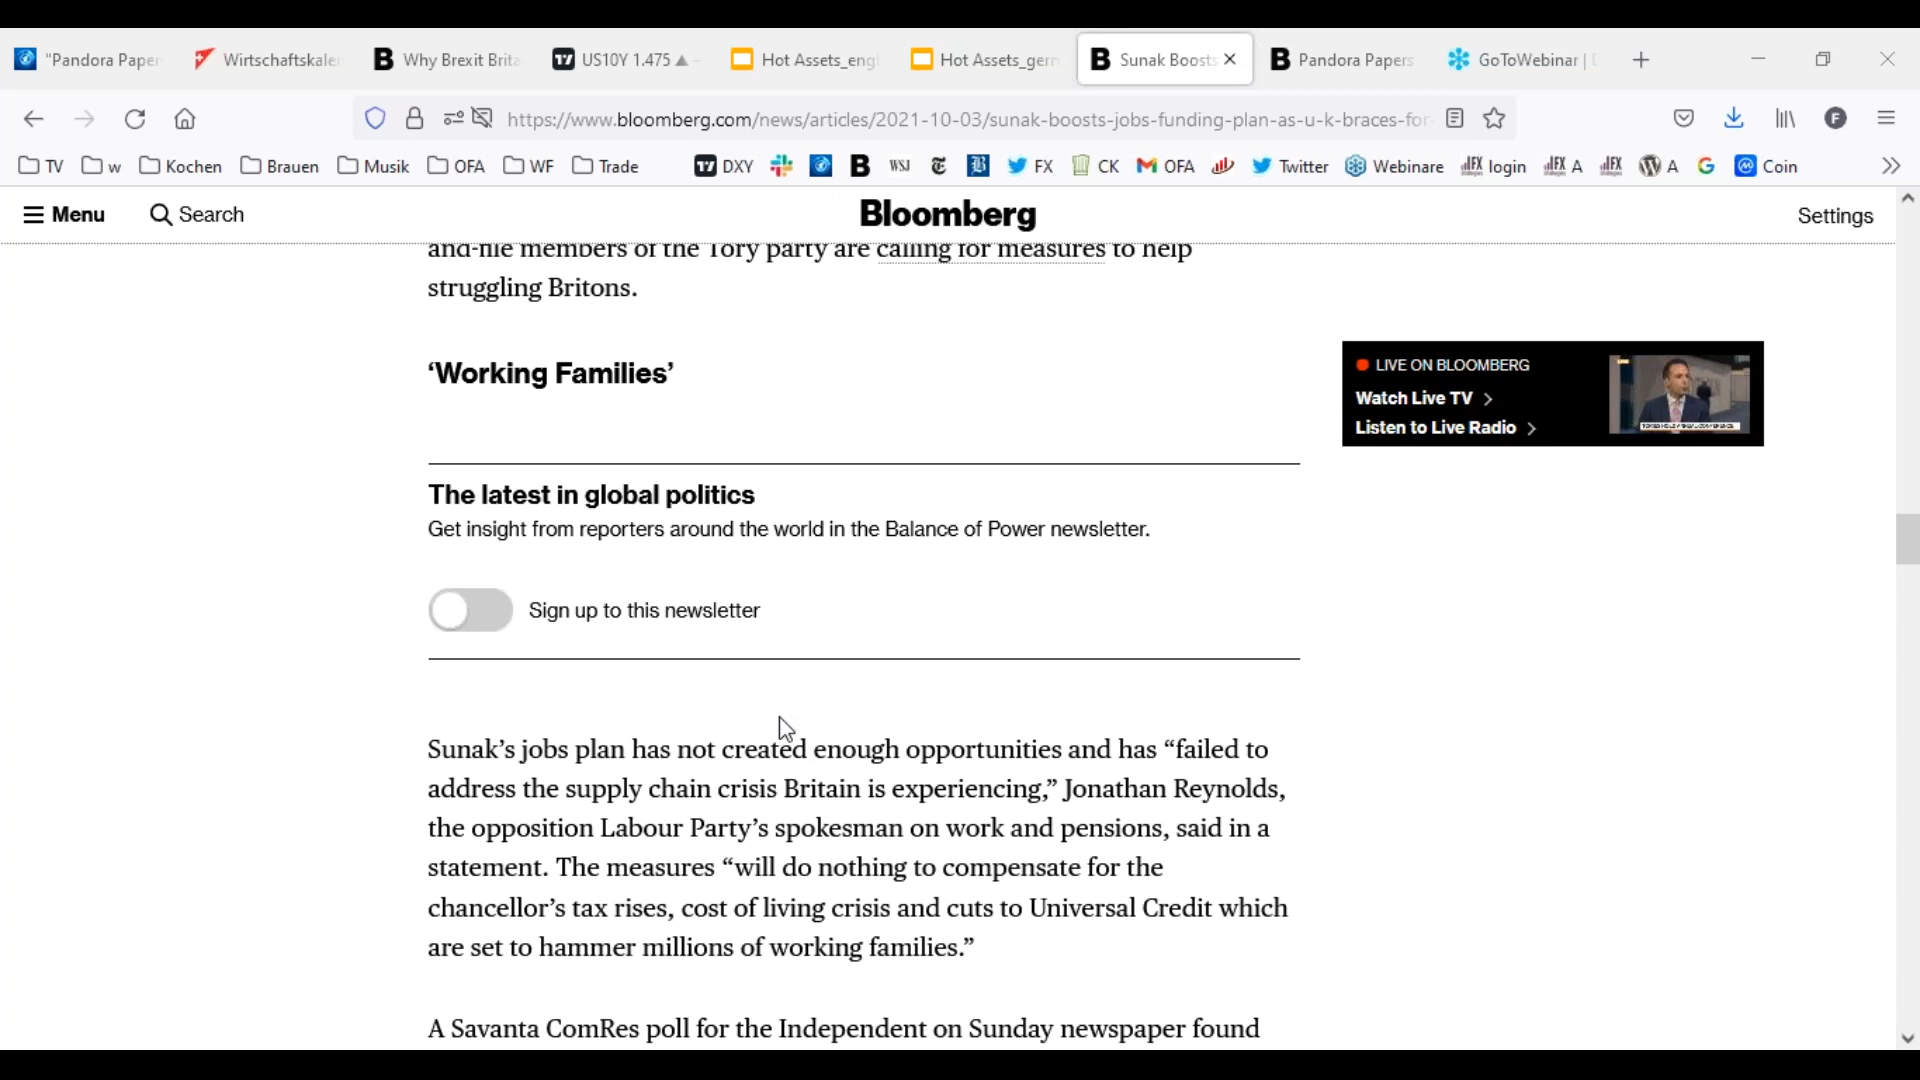 "Pandora Paper
Wirtschaftskalen
Why Brexit Brita
US10Y 1.475 ▲ −
Hot Assets_engl
Hot Assets_germ
Sunak Boosts
Pandora Papers
GoToWebinar |
https://www.bloomberg.com/news/articles/2021-10-03/sunak-boosts-jobs-funding-plan-as-u-k-braces-for-
TV w Kochen Brauen Musik OFA WF Trade DXY B WSJ FX CK OFA Twitter Webinare login A A Coin
Menu Search Bloomberg Settings
and-file members of the Tory party are calling for measures to help
struggling Britons.
‘Working Families’
LIVE ON BLOOMBERG
Watch Live TV
Listen to Live Radio
The latest in global politics
Get insight from reporters around the world in the Balance of Power newsletter.
Sign up to this newsletter
Sunak’s jobs plan has not created enough opportunities and has “failed to
address the supply chain crisis Britain is experiencing,” Jonathan Reynolds,
the opposition Labour Party’s spokesman on work and pensions, said in a
statement. The measures “will do nothing to compensate for the
chancellor’s tax rises, cost of living crisis and cuts to Universal Credit which
are set to hammer millions of working families.”
A Savanta ComRes poll for the Independent on Sunday newspaper found